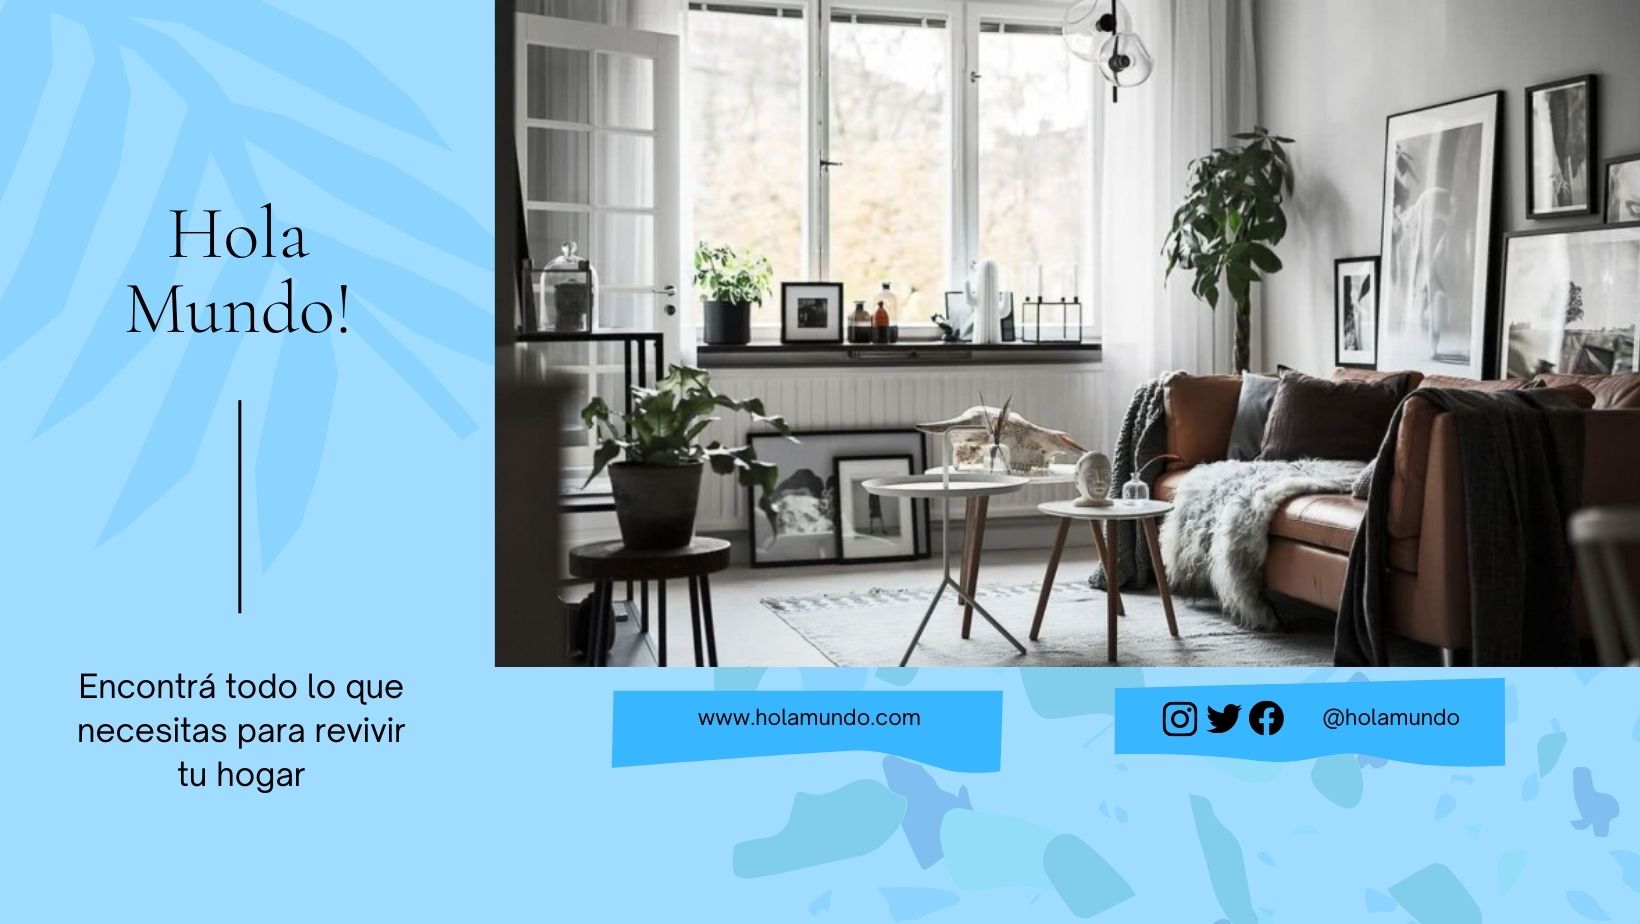 Hola
Mundo!
Encontrá todo lo que
necesitas para revivir
tu hogar
www.holamundo.com
@holamundo